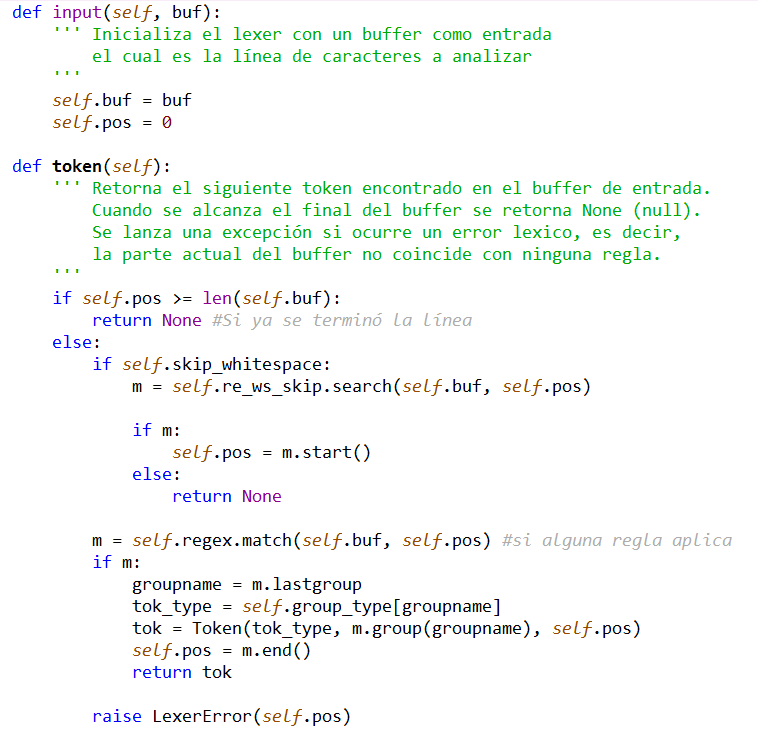 def input(self, buf):
    ''' Inicializa el lexer con un buffer como entrada
        el cual es la línea de caracteres a analizar
    '''
    self.buf = buf
    self.pos = 0

def token(self):
    ''' Retorna el siguiente token encontrado en el buffer de entrada.
        Cuando se alcanza el final del buffer se retorna None (null).
        Se lanza una excepción si ocurre un error lexico, es decir,
        la parte actual del buffer no coincide con ninguna regla.
    '''
    if self.pos >= len(self.buf):
        return None #Si ya se terminó la línea
    else:
        if self.skip_whitespace:
            m = self.re_ws_skip.search(self.buf, self.pos)

            if m:
                self.pos = m.start()
            else:
                return None

        m = self.regex.match(self.buf, self.pos) #si alguna regla aplica
        if m:
            groupname = m.lastgroup
            tok_type = self.group_type[groupname]
            tok = Token(tok_type, m.group(groupname), self.pos)
            self.pos = m.end()
            return tok

        raise LexerError(self.pos)